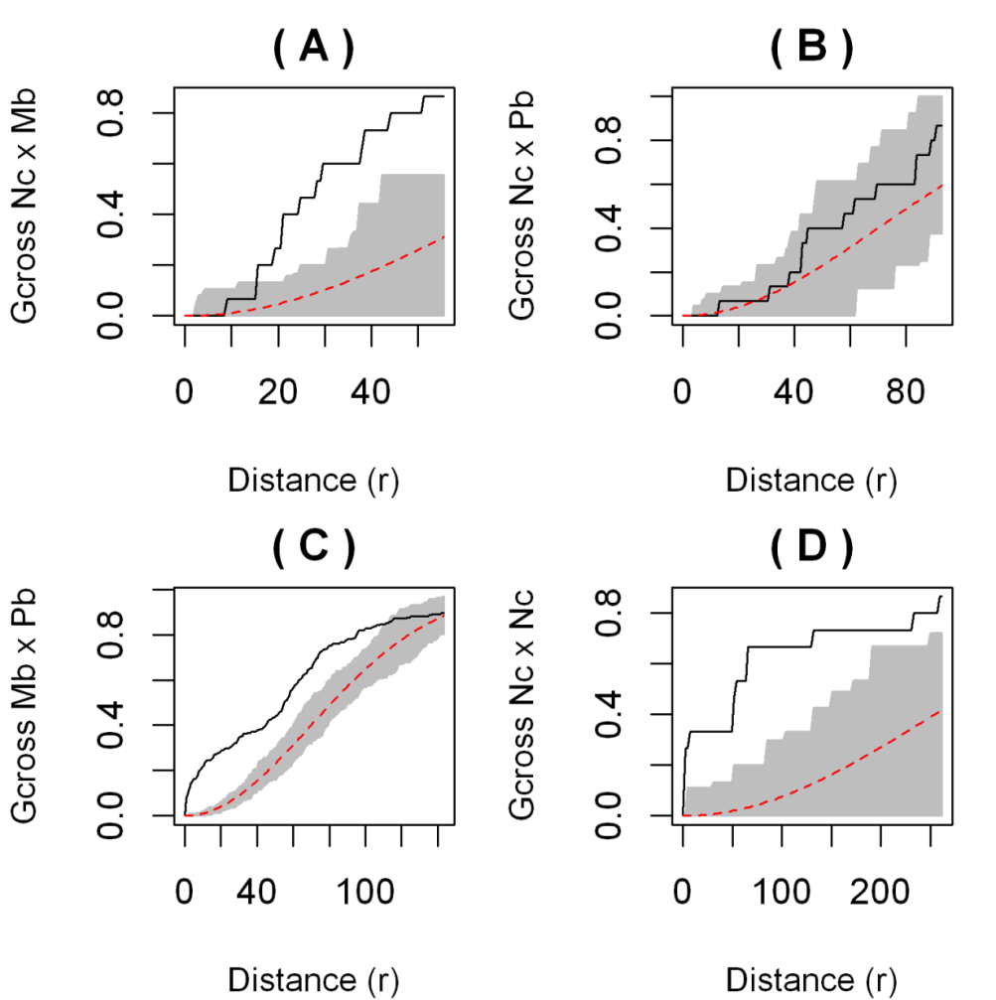 ( A )
Gcross Nc x Mb
0.0 0.4 0.8
0 20 40
Distance (r)
( B )
Gcross Nc x Pb
0.0 0.4 0.8
0 40 80
Distance (r)
( C )
Gcross Mb x Pb
0.0 0.4 0.8
0 40 100
Distance (r)
( D )
Gcross Nc x Nc
0.0 0.4 0.8
0 100 200
Distance (r)